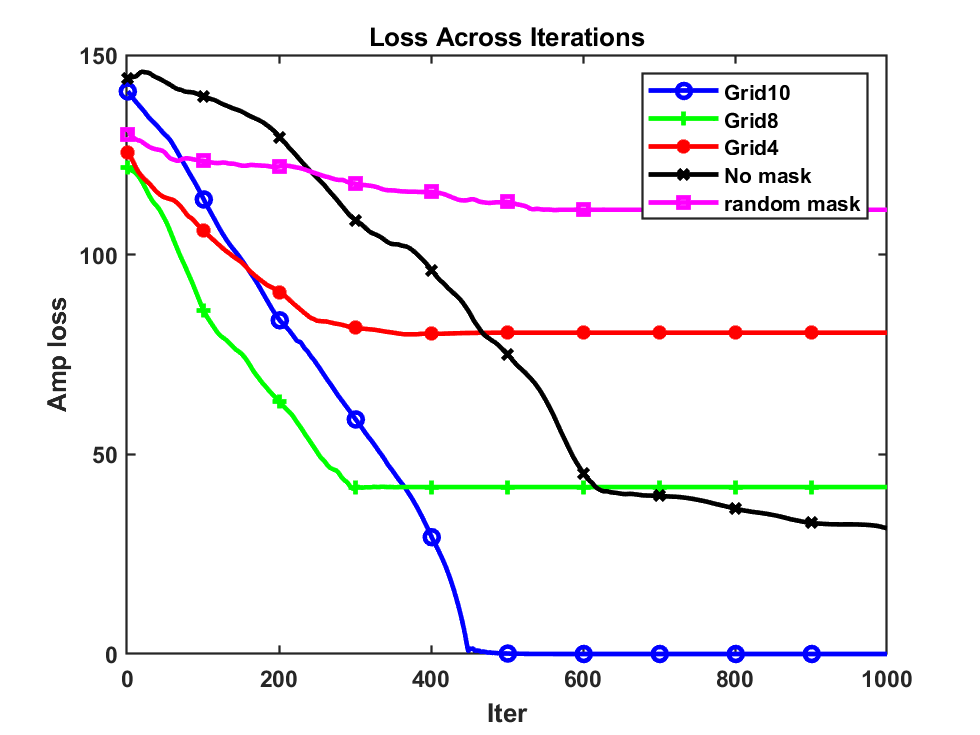 Loss Across Iterations
150
100
50
0
Amp loss
0 200 400 600 800 1000
Iter
Grid10
Grid8
Grid4
No mask
random mask